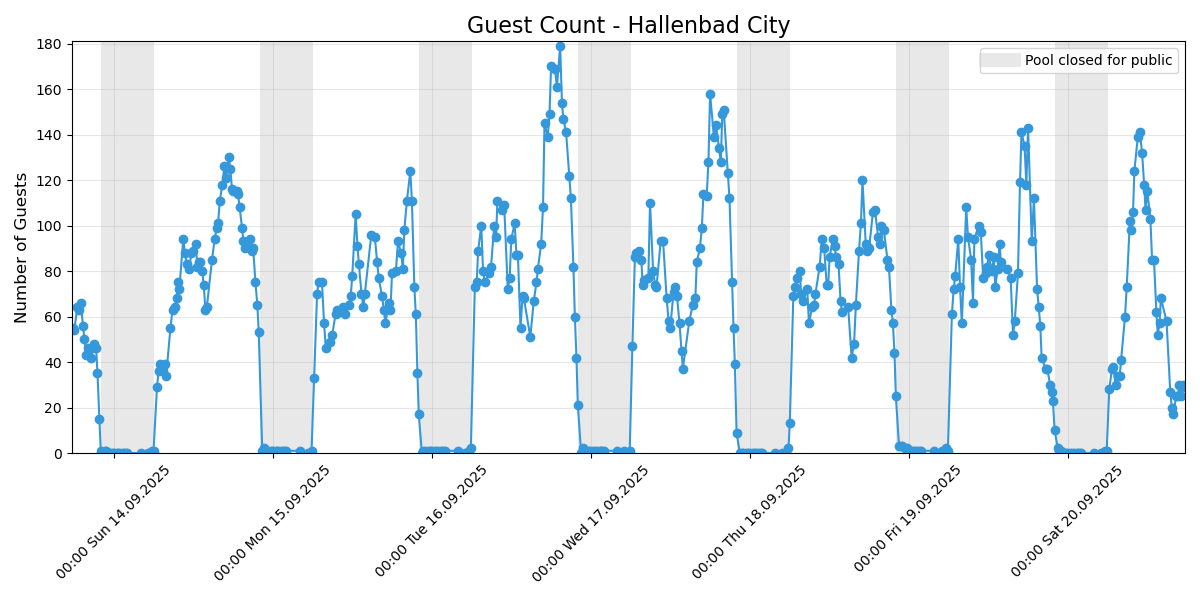 Guest Count - Hallenbad City
Pool closed for public
Number of Guests
180
160
140
120
100
80
60
40
20
0
00:00 Sun 14.09.2025
00:00 Mon 15.09.2025
00:00 Tue 16.09.2025
00:00 Wed 17.09.2025
00:00 Thu 18.09.2025
00:00 Fri 19.09.2025
00:00 Sat 20.09.2025